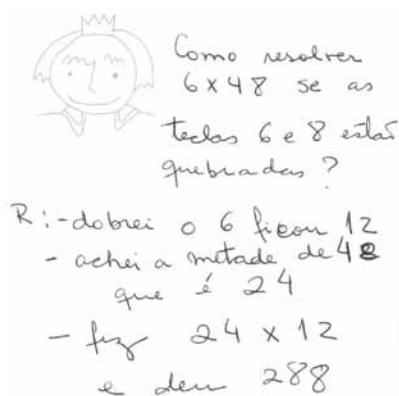 Como resolver
6 x 48 se as
teclas 6 e 8 estão
quebradas?
R: - dobrei o 6 ficou 12
- achei a metade de 48
que é 24
- fiz 24 x 12
e deu 288